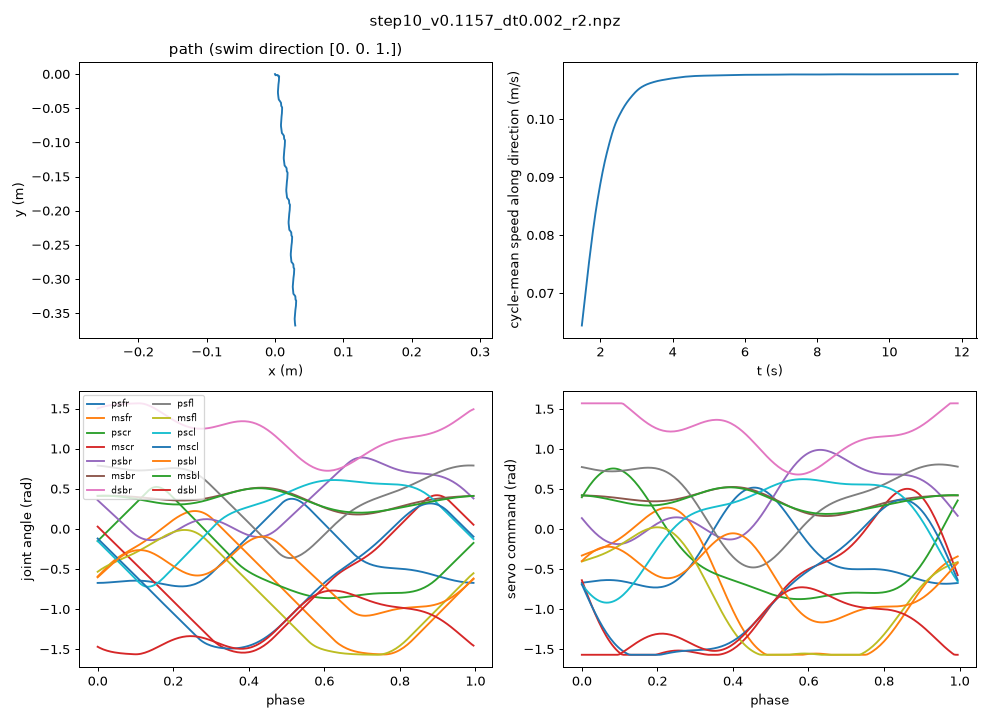 step10_v0.1157_dt0.002_r2.npz
path (swim direction [0. 0. 1.])
0.00
−0.05
−0.10
−0.15
−0.20
−0.25
−0.30
−0.35
y (m)
−0.2 −0.1 0.0 0.1 0.2 0.3
x (m)
0.10
0.09
0.08
0.07
cycle-mean speed along direction (m/s)
2 4 6 8 10 12
t (s)
1.5
1.0
0.5
0.0
−0.5
−1.0
−1.5
joint angle (rad)
psfr psfl
msfr msfl
pscr pscl
mscr mscl
psbr psbl
msbr msbl
dsbr dsbl
0.0 0.2 0.4 0.6 0.8 1.0
phase
1.5
1.0
0.5
0.0
−0.5
−1.0
−1.5
servo command (rad)
0.0 0.2 0.4 0.6 0.8 1.0
phase